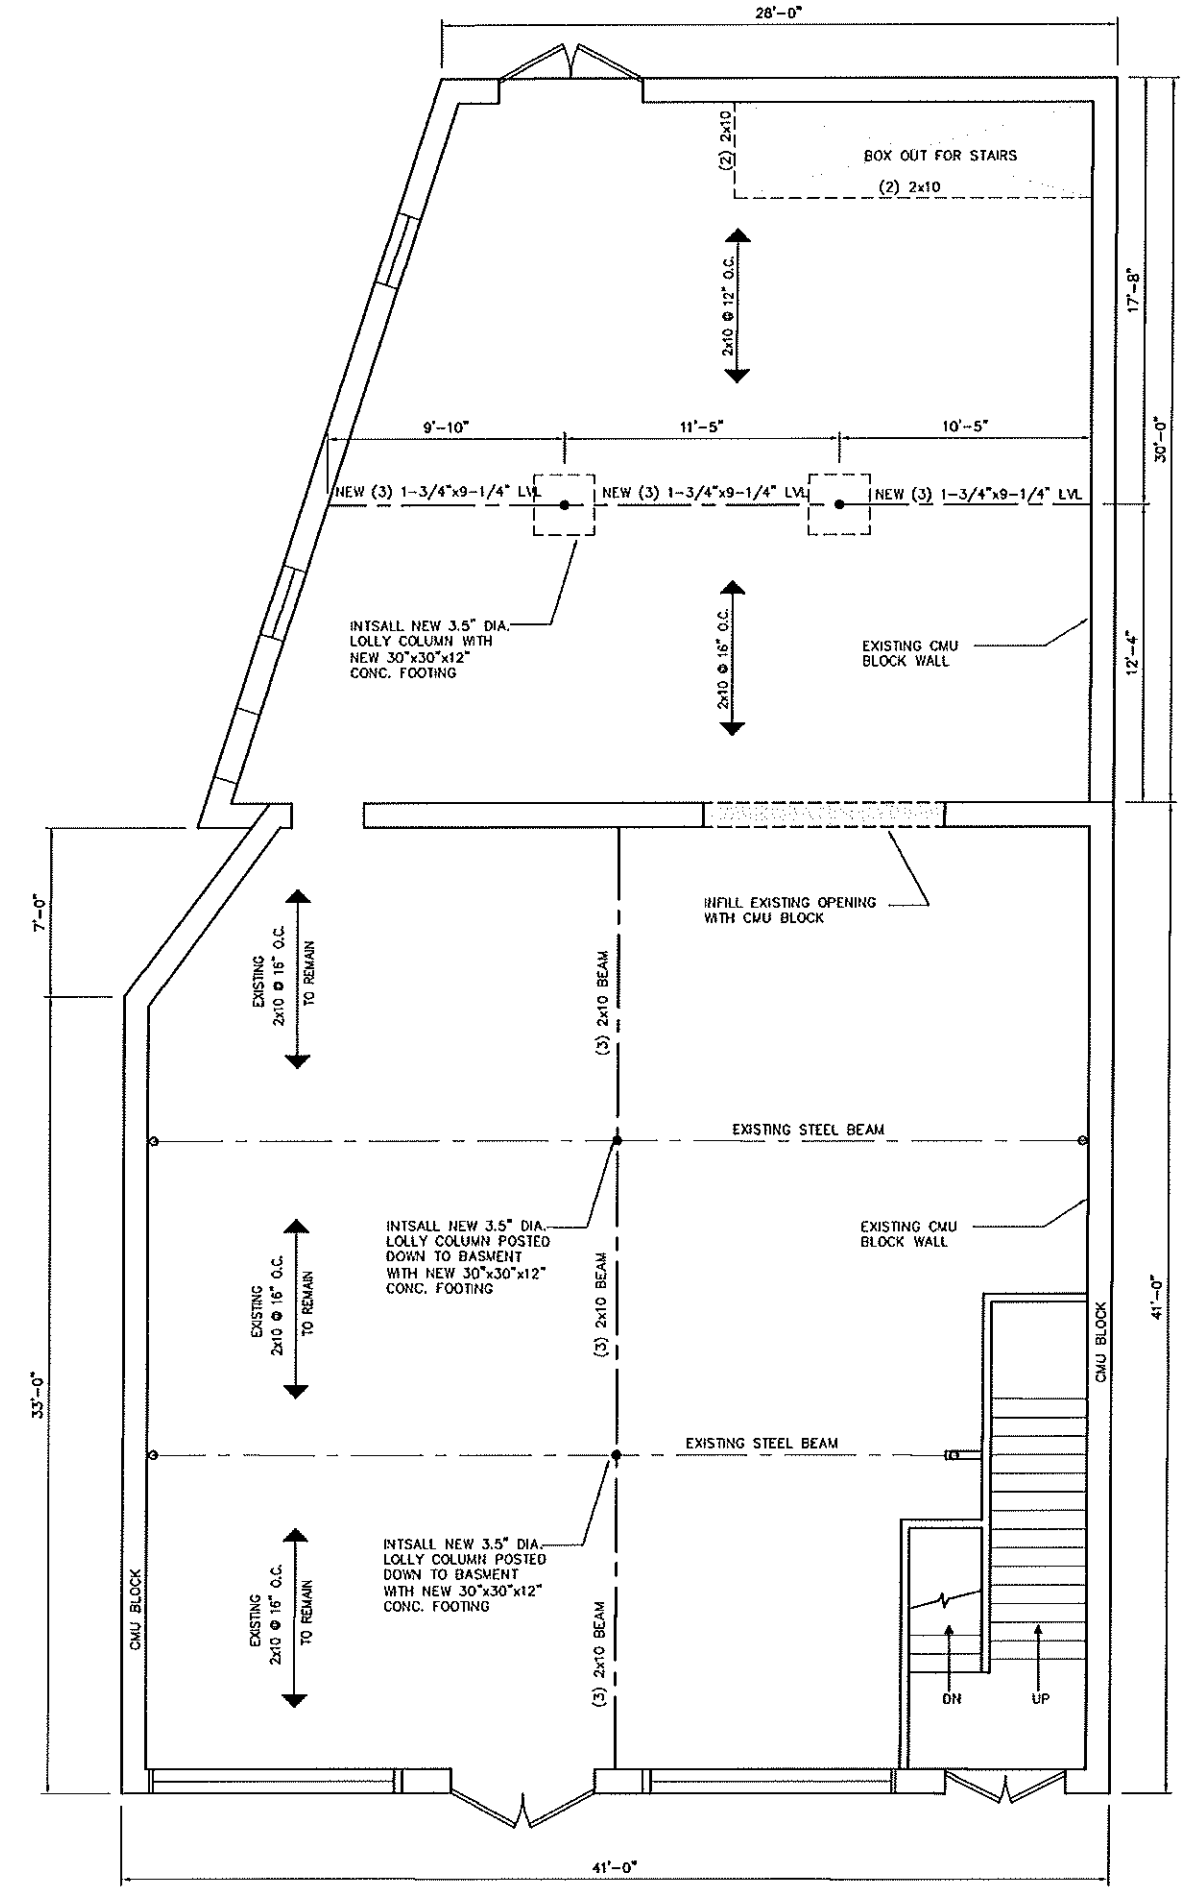 28'-0"
(2) 2x10
BOX OUT FOR STAIRS
(2) 2x10
2x10 @ 12" O.C.
17'-8"
30'-0"
9'-10"
11'-5"
10'-5"
NEW (3) 1-3/4"x9-1/4" LVL
NEW (3) 1-3/4"x9-1/4" LVL
NEW (3) 1-3/4"x9-1/4" LVL
INTSALL NEW 3.5" DIA.
LOLLY COLUMN WITH
NEW 30"x30"x12"
CONC. FOOTING
2x10 @ 16" O.C.
EXISTING CMU
BLOCK WALL
12'-4"
7'-0"
INFILL EXISTING OPENING
WITH CMU BLOCK
EXISTING
2x10 @ 16" O.C.
TO REMAIN
(3) 2x10 BEAM
EXISTING STEEL BEAM
INTSALL NEW 3.5" DIA.
LOLLY COLUMN POSTED
DOWN TO BASMENT
WITH NEW 30"x30"x12"
CONC. FOOTING
EXISTING CMU
BLOCK WALL
EXISTING
2x10 @ 16" O.C.
TO REMAIN
(3) 2x10 BEAM
CMU BLOCK
41'-0"
33'-0"
EXISTING STEEL BEAM
INTSALL NEW 3.5" DIA.
LOLLY COLUMN POSTED
DOWN TO BASMENT
WITH NEW 30"x30"x12"
CONC. FOOTING
CMU BLOCK
EXISTING
2x10 @ 16" O.C.
TO REMAIN
(3) 2x10 BEAM
DN
UP
41'-0"